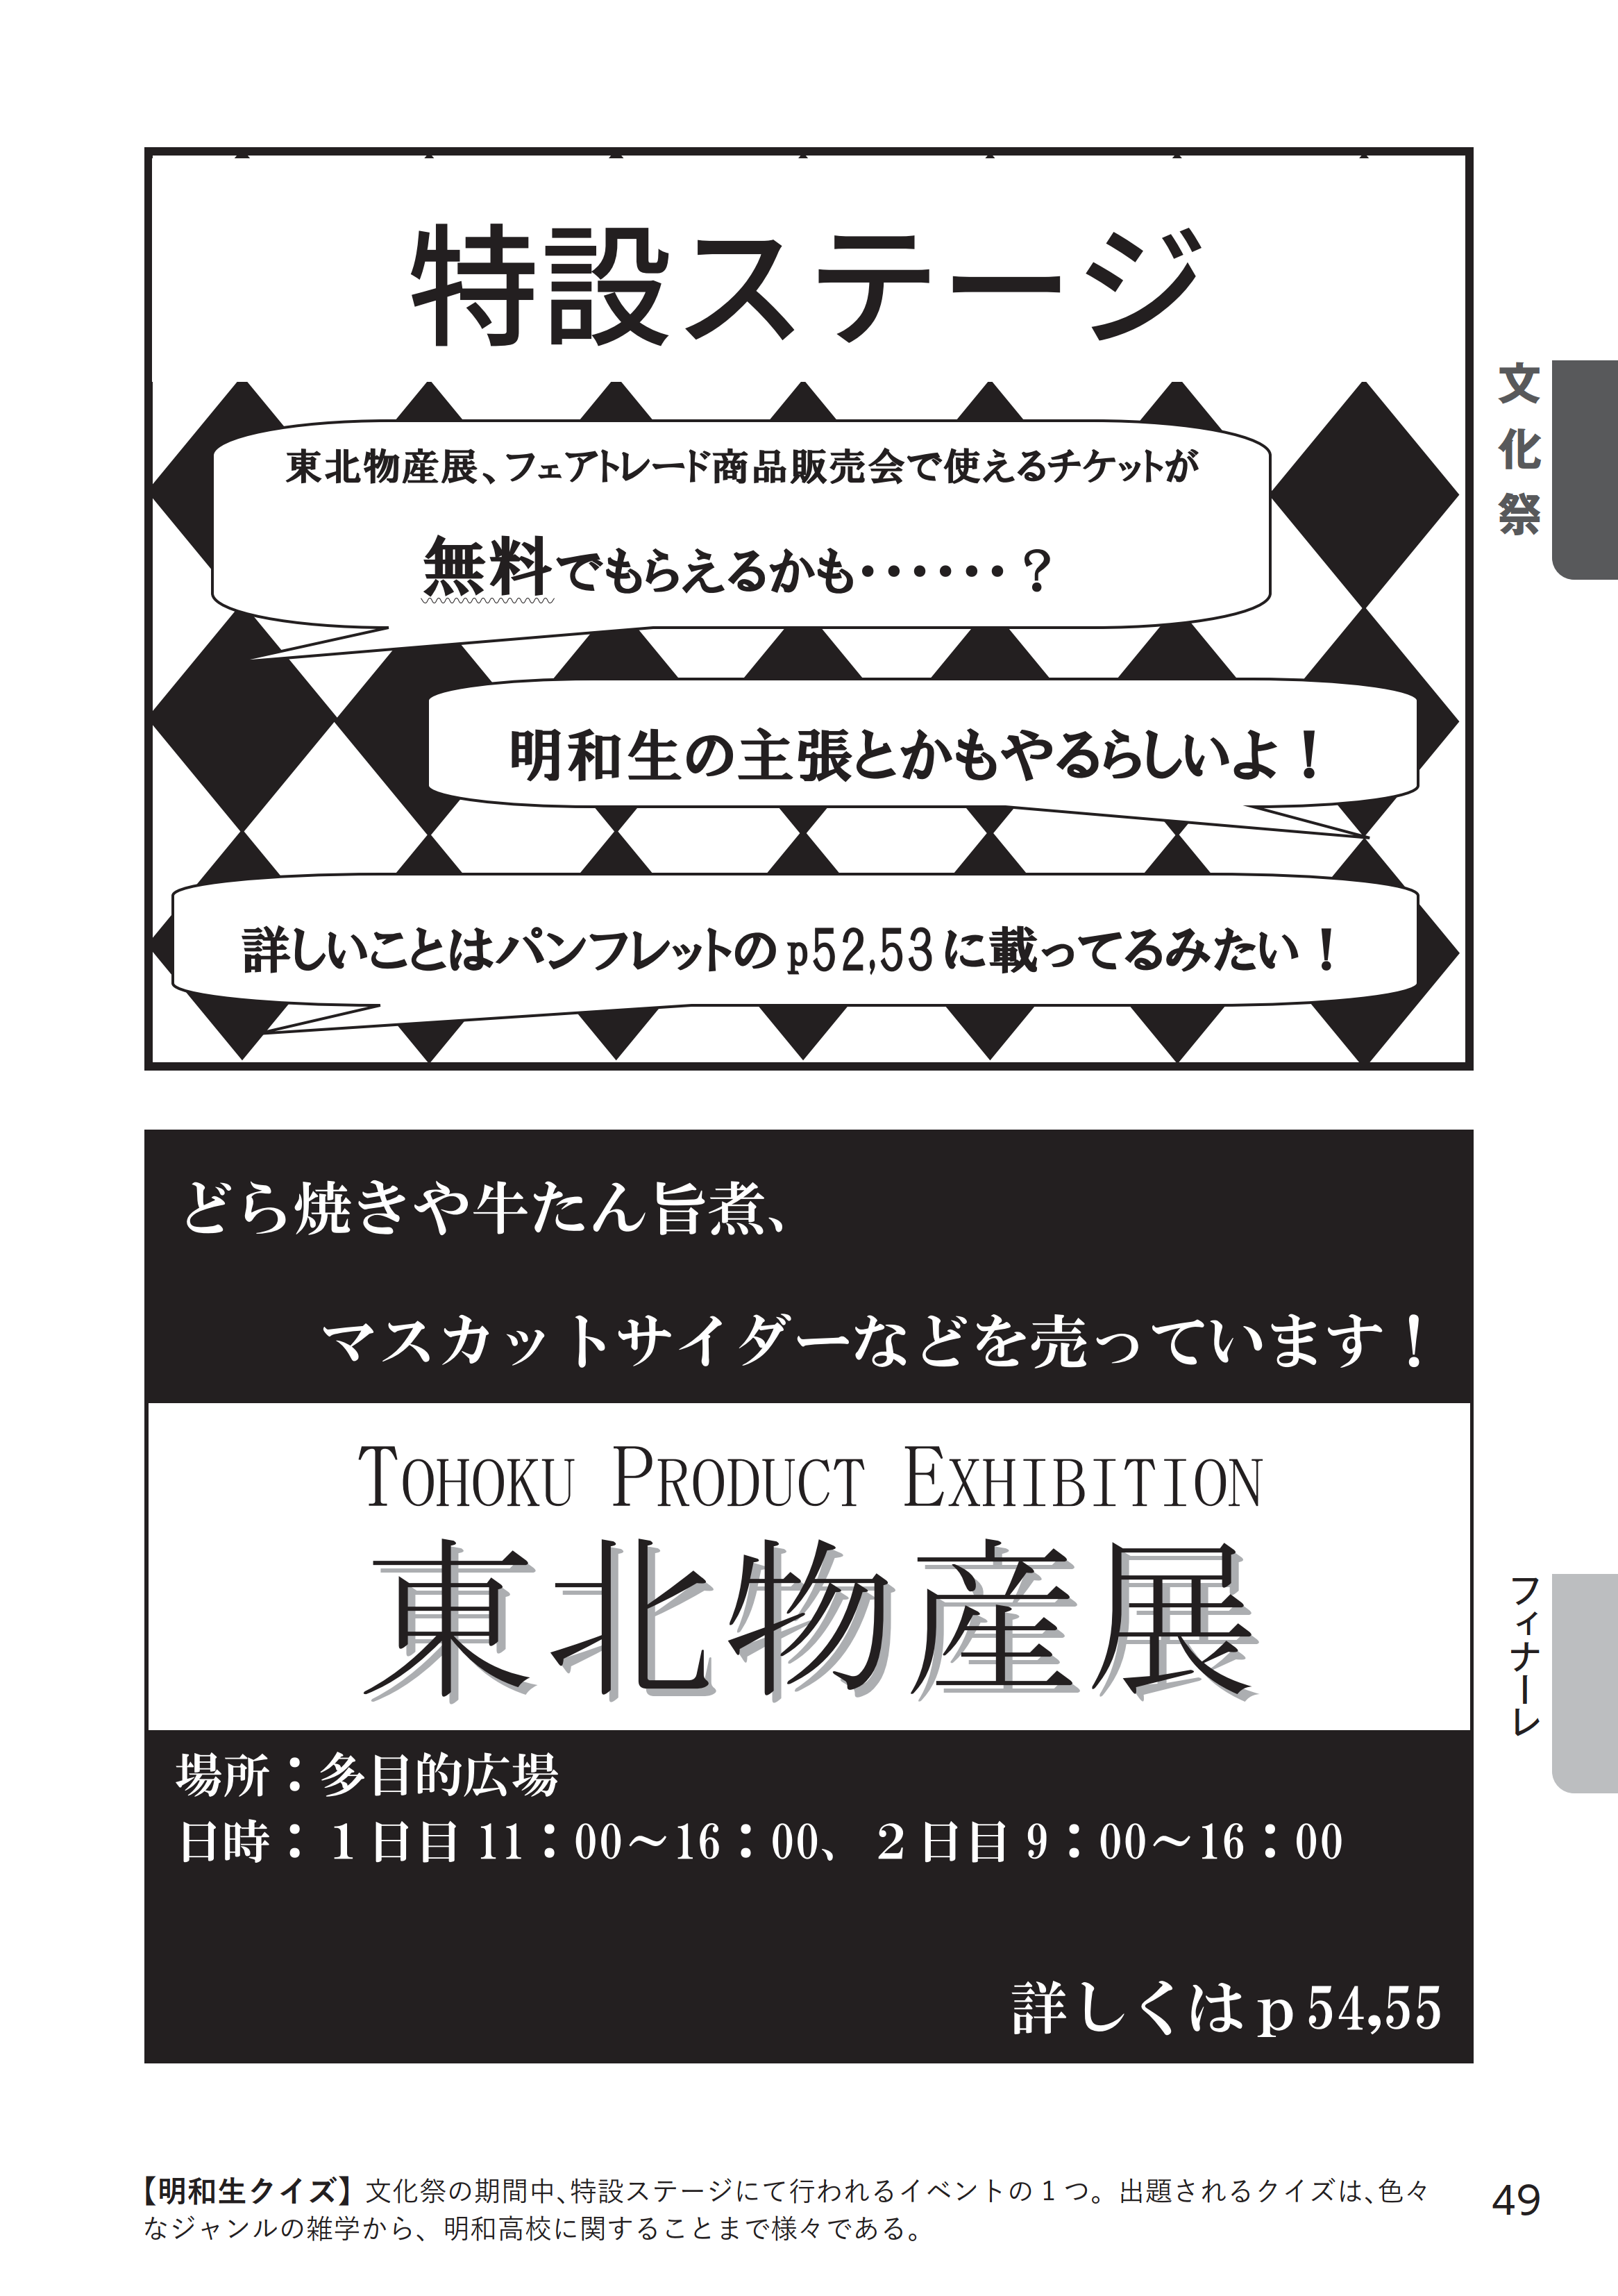 特設ステージ
東北物産展、フェアトレード商品販売会で使えるチケットが
無料でもらえるかも・・・・・・？
明和生の主張とかもやるらしいよ！
詳しいことはパンフレットのp52,53に載ってるみたい！
文化祭
どら焼きや牛たん旨煮、
マスカットサイダーなどを売っています！
TOHOKU PRODUCT EXHIBITION
東北物産展
場所：多目的広場
日時：１日目 11：00～16：00、２日目 9：00～16：00
詳しくはｐ54,55
フィナーレ
【明和生クイズ】文化祭の期間中、特設ステージにて行われるイベントの１つ。出題されるクイズは、色々
なジャンルの雑学から、明和高校に関することまで様々である。
49